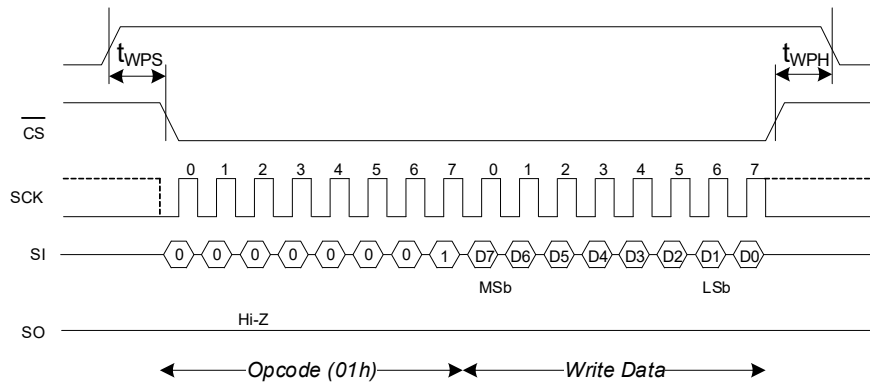 tWPS
tWPH
CS
0 1 2 3 4 5 6 7 0 1 2 3 4 5 6 7
SCK
SI 0 0 0 0 0 0 0 1 D7 D6 D5 D4 D3 D2 D1 D0
MSb LSb
Hi-Z
SO
Opcode (01h) Write Data